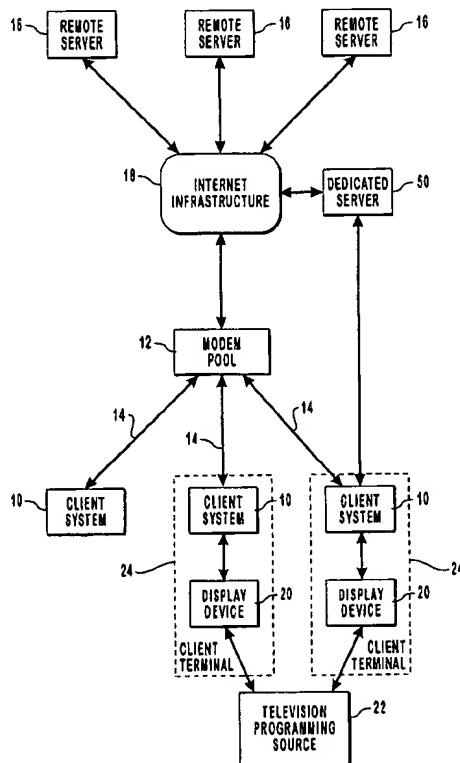 16
REMOTE
SERVER
REMOTE
SERVER
16
REMOTE
SERVER
16
18
INTERNET
INFRASTRUCTURE
DEDICATED
SERVER
50
12
MODEM
POOL
14
14
14
10
CLIENT
SYSTEM
CLIENT
SYSTEM
10
CLIENT
SYSTEM
10
24
24
DISPLAY
DEVICE
20
DISPLAY
DEVICE
20
CLIENT
TERMINAL
CLIENT
TERMINAL
TELEVISION
PROGRAMMING
SOURCE
22